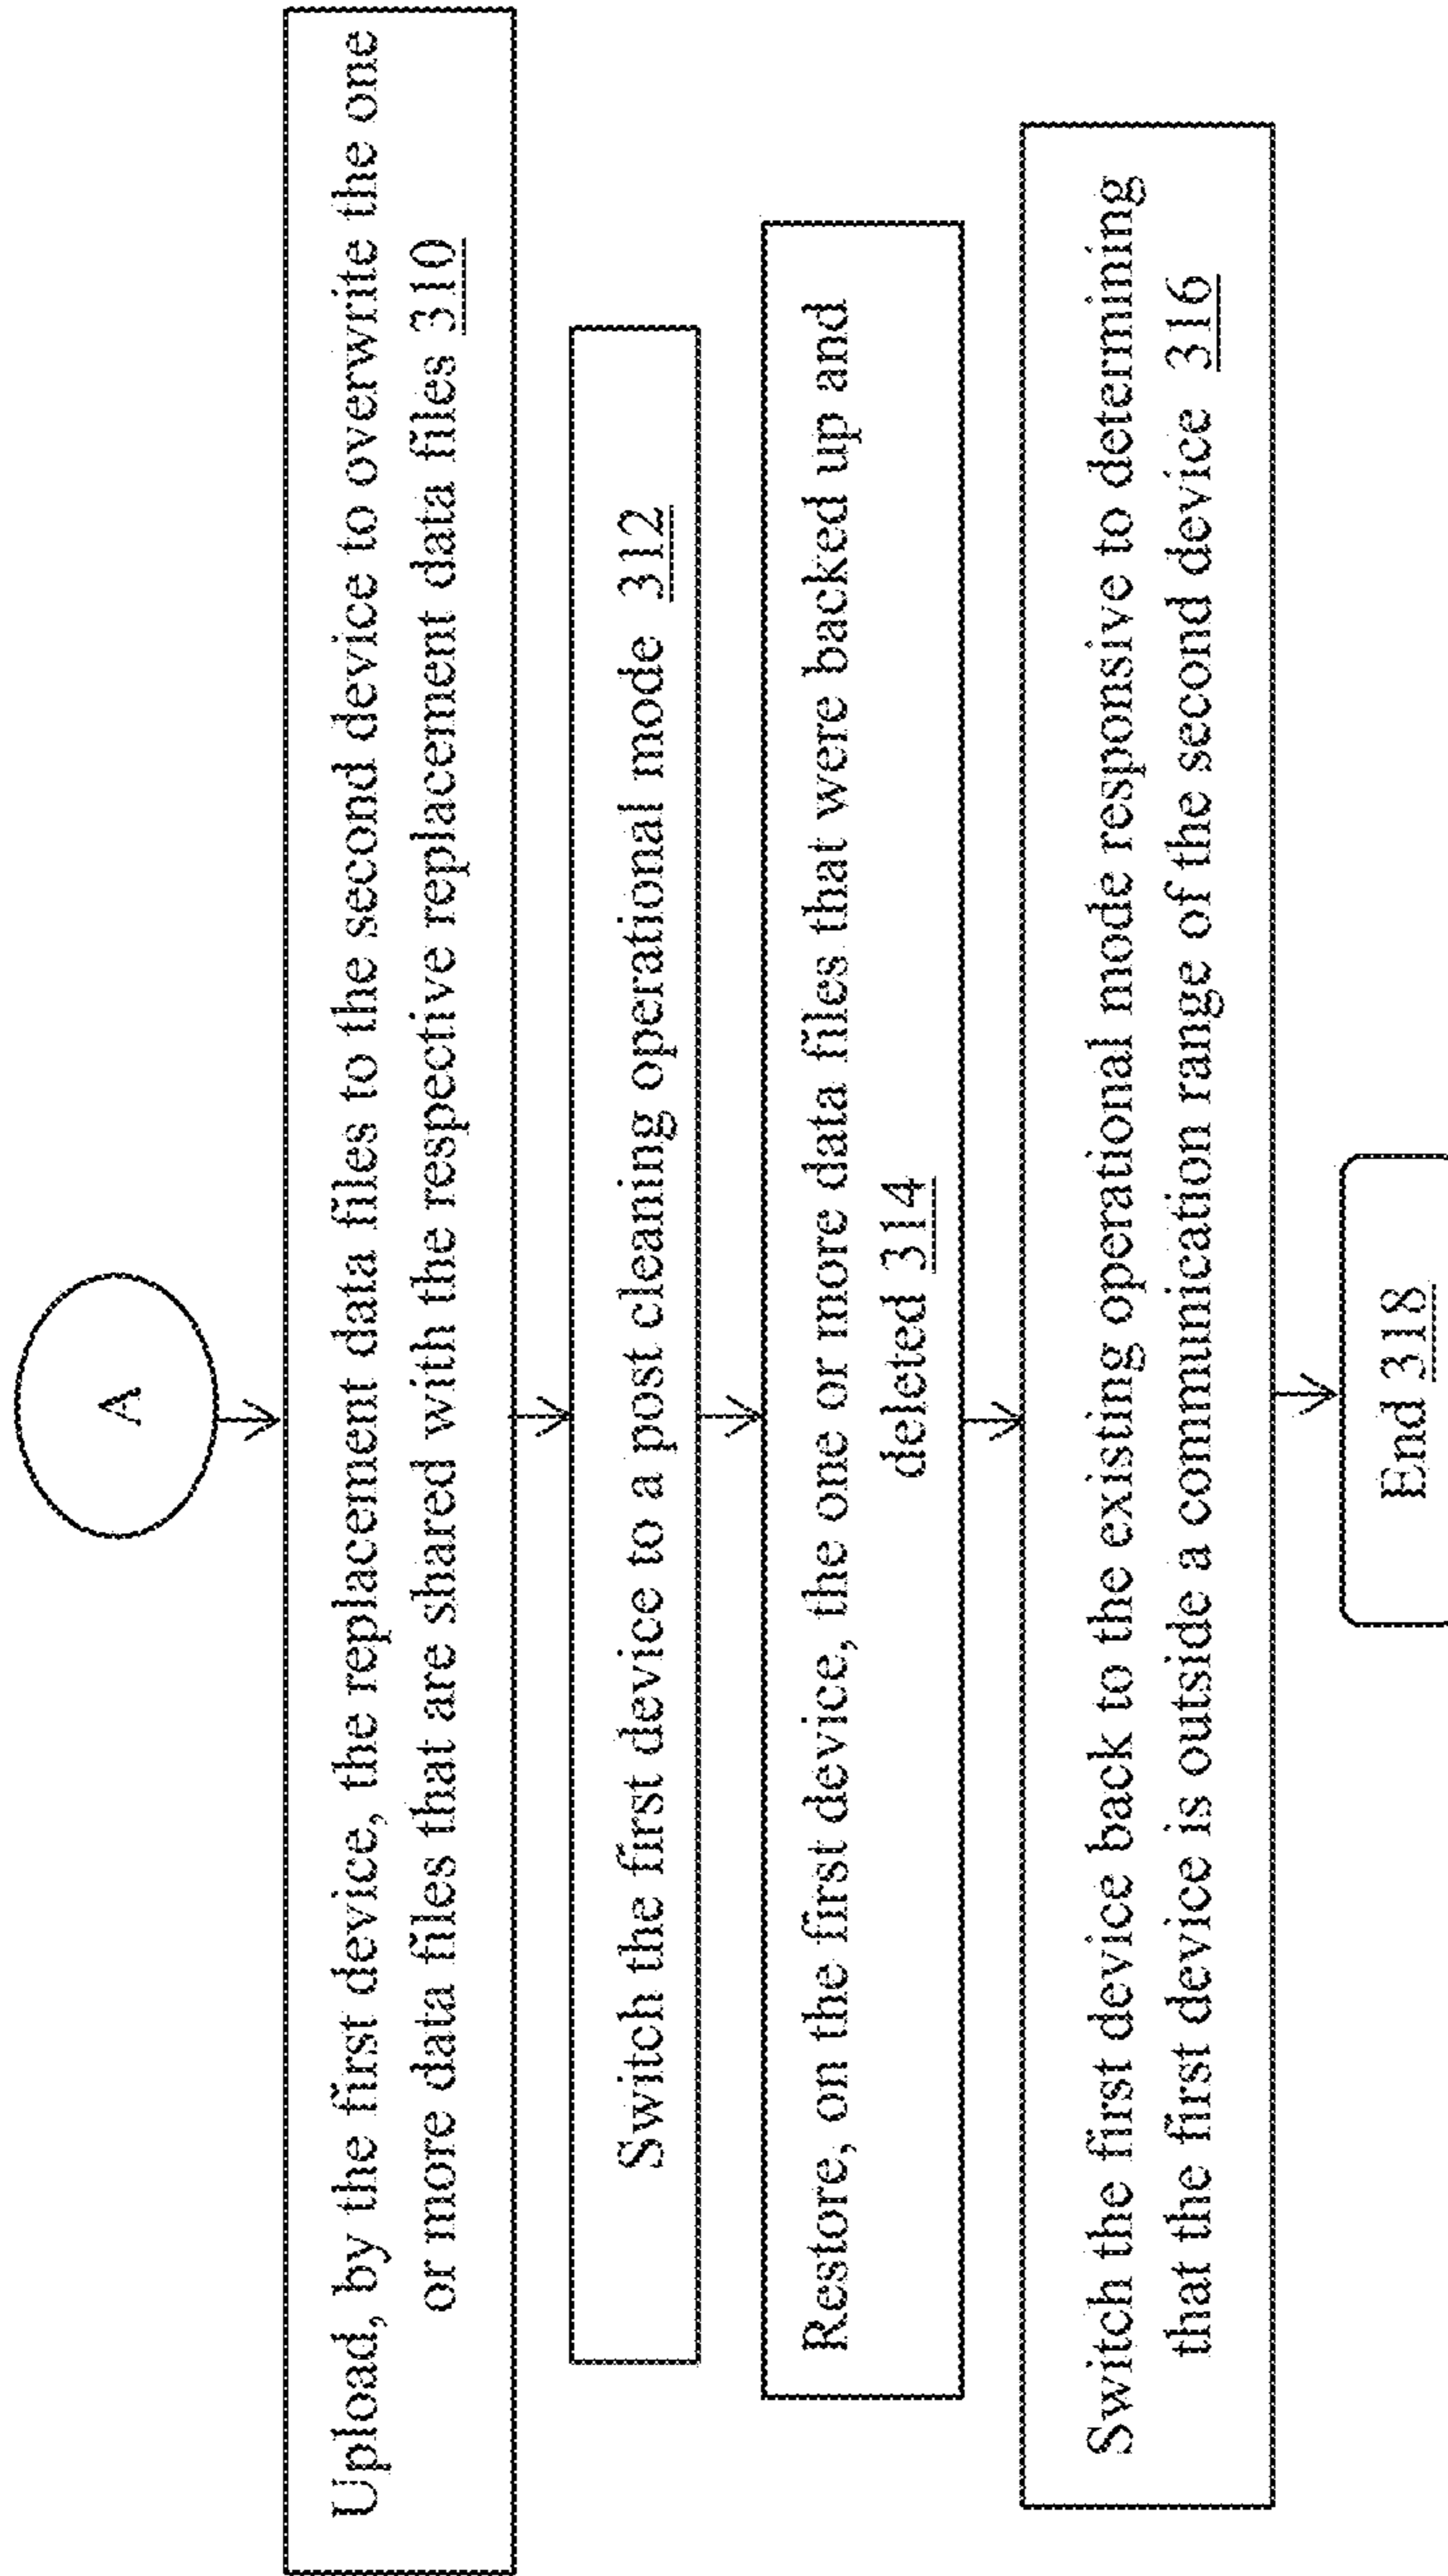 A
Upload, by the first device, the replacement data files to the second device to overwrite the one
or more data files that are shared with the respective replacement data files 310
Switch the first device to a post cleaning operational mode 312
Restore, on the first device, the one or more data files that were backed up and
deleted 314
Switch the first device back to the existing operational mode responsive to determining
that the first device is outside a communication range of the second device 316
End 318